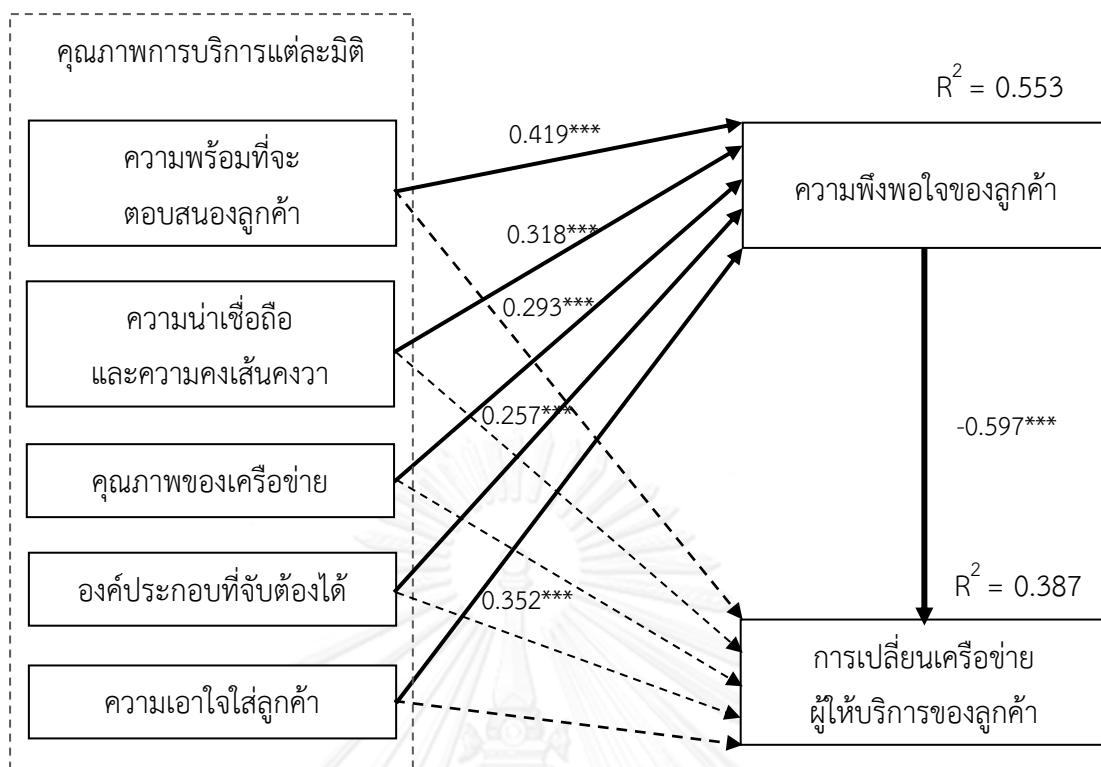 คุณภาพการบริการแต่ละมิติ
R² = 0.553
ความพร้อมที่จะ
ตอบสนองลูกค้า
0.419***
ความพึงพอใจของลูกค้า
0.318***
ความน่าเชื่อถือ
และความคงเส้นคงวา
0.293***
0.257***
-0.597***
คุณภาพของเครือข่าย
องค์ประกอบที่จับต้องได้
0.352***
R² = 0.387
การเปลี่ยนเครือข่าย
ผู้ให้บริการของลูกค้า
ความเอาใจใส่ลูกค้า